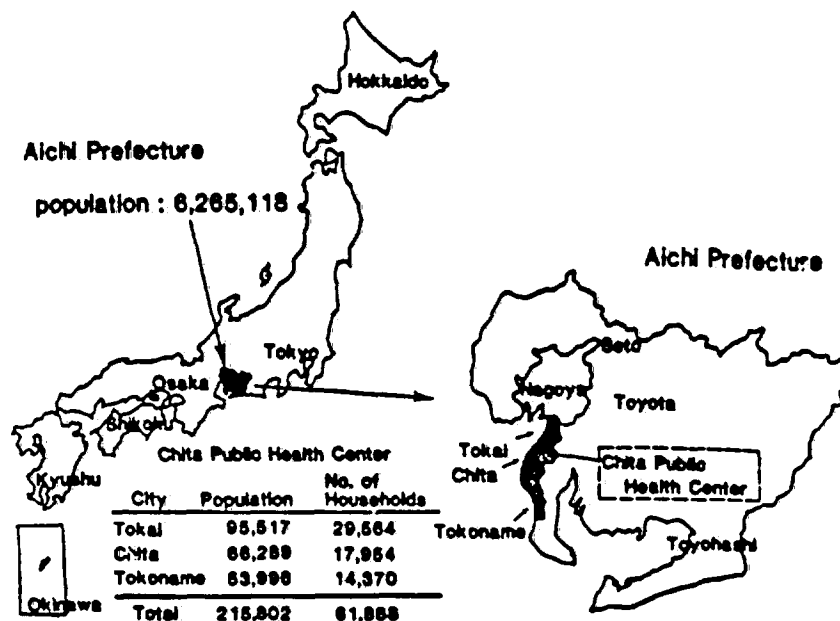 Hokkaido
Aichi Prefecture
population : 6,265,118
Aichi Prefecture
Tokyo
Osaka
Shikoku
Kyushu
Okinawa
Chita Public Health Center
City Population No. of Households
Tokai 95,517 29,564
Chita 66,289 17,954
Tokoname 53,996 14,370
Total 215,802 61,888
Seto
Nagoya
Toyota
Tokai
Chita
Chita Public
Health Center
Tokoname
Toyohashi